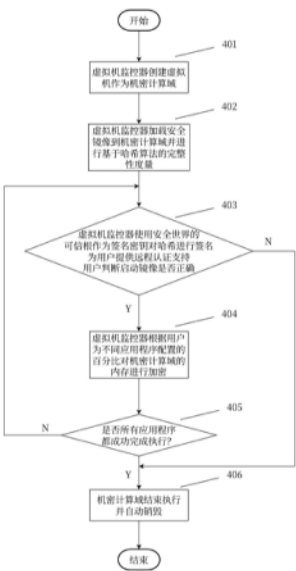 开始
401
虚拟机监控器创建虚拟
机作为机密计算域
402
虚拟机监控器加载安全
镜像到机密计算域并进
行基于哈希算法的完整
性度量
403
虚拟机监控器使用安全世界的
可信根作为签名密钥对哈希进行签名
为用户提供远程认证支持
用户判断启动镜像是否正确
N
Y
404
虚拟机监控器根据用户
为不同应用程序配置的
百分比对机密计算域的
内存进行加密
405
是否所有应用程序
都成功完成执行?
N
Y
406
机密计算域结束执行
并自动销毁
结束